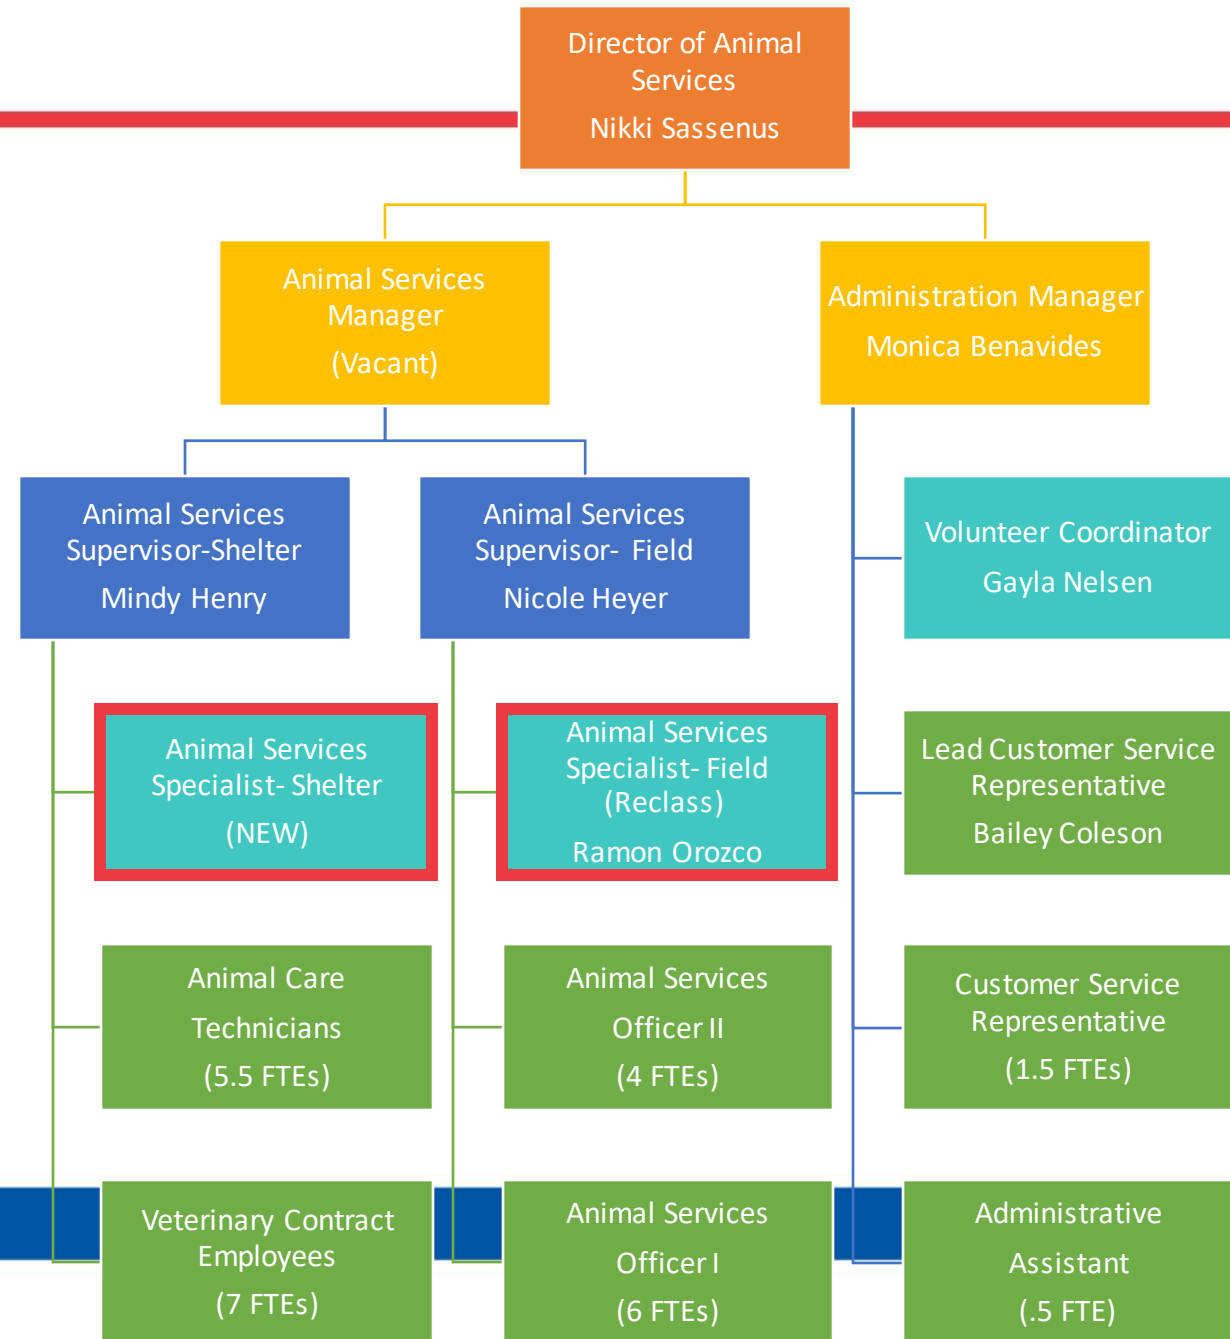 Director of Animal
Services
Nikki Sassenus
Animal Services
Manager
(Vacant)
Administration Manager
Monica Benavides
Animal Services
Supervisor-Shelter
Mindy Henry
Animal Services
Supervisor- Field
Nicole Heyer
Volunteer Coordinator
Gayla Nelsen
Animal Services
Specialist- Shelter
(NEW)
Animal Services
Specialist- Field
(Reclass)
Ramon Orozco
Lead Customer Service
Representative
Bailey Coleson
Animal Care
Technicians
(5.5 FTEs)
Animal Services
Officer II
(4 FTEs)
Customer Service
Representative
(1.5 FTEs)
Veterinary Contract
Employees
(7 FTEs)
Animal Services
Officer I
(6 FTEs)
Administrative
Assistant
(.5 FTE)